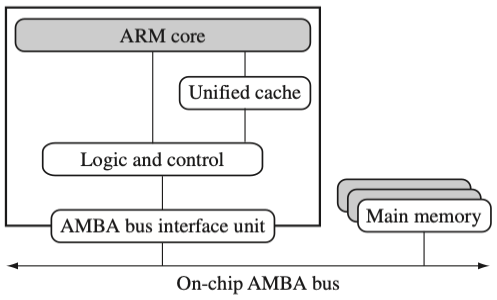 ARM core
Unified cache
Logic and control
AMBA bus interface unit
Main memory
On-chip AMBA bus